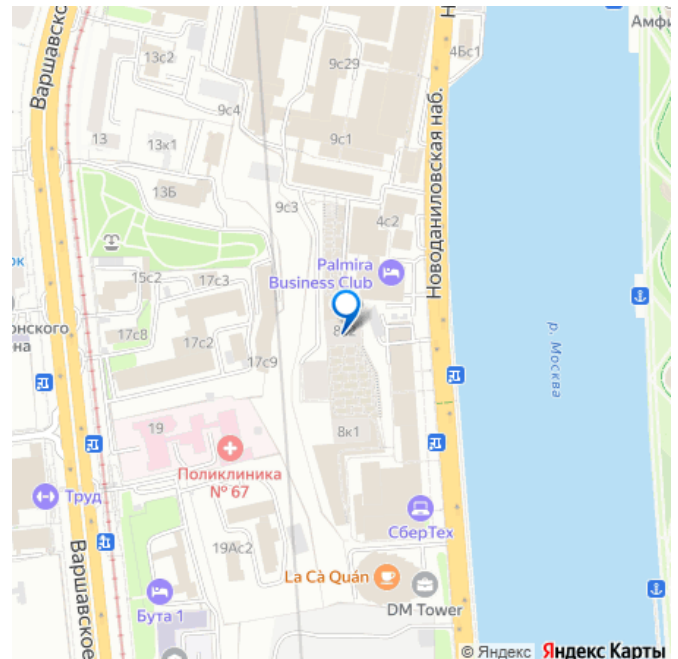 Варшавско
13с2
9с29
Н
4Бс1
Амфи
9с4
13
13к1
9с1
Новоданиловская наб.
13Б
9с3
4с2
Palmira
Business Club
ок
15с2
17с3
онского
на
17с8
17с2
17с9
р. Москва
19
8к1
Поликлиника
№ 67
Труд
СберТех
19Ас2
La Cà Quán
DM Tower
Варшавское
Бута 1
© Яндекс Яндекс Карты